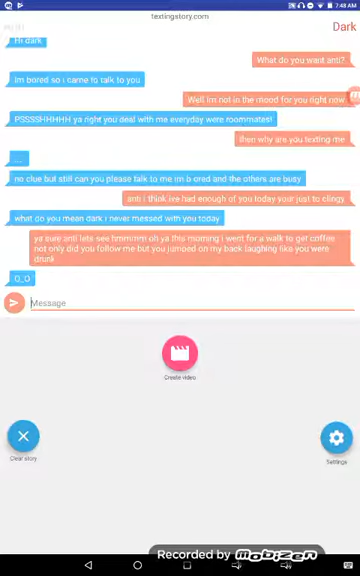 7:48 AM
textingstory.com
Dark
Hi dark
What do you want ami?
Im bored so i came to talk to you
Well im not in the mood for you right now
PSSSSHHHHH ya right you deal with me everyday were roommates!
then why are you texting me
...
no clue but still can you please talk to me im b ored and the others are busy
anti i think ive had enough of you today your just to clingy
what do you mean dark i never messed with you today
ya sure anti lets see hmmmm oh ya this morning i went for a walk to get coffee
not only did you follow me but you jumped on my back laughing like you were
drunk
O_O
Message
Create video
Clear story
Settings
Recorded by
MOBIZEN